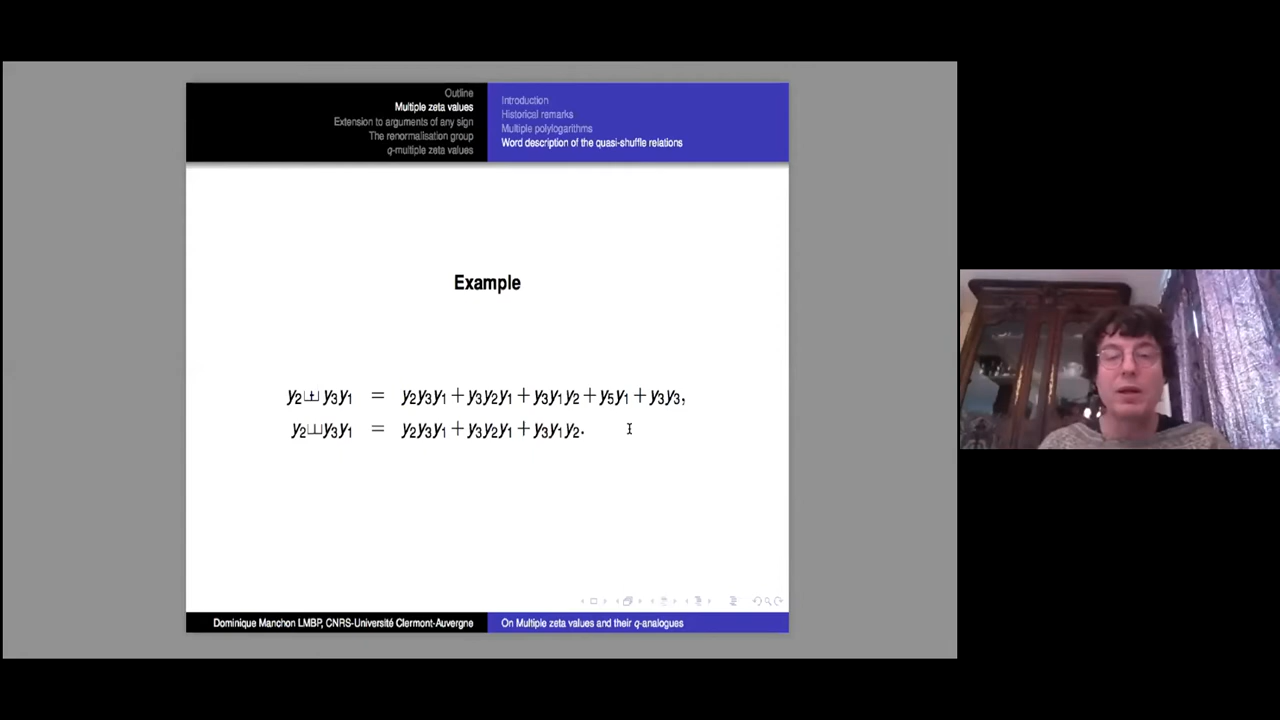 Outline
Multiple zeta values
Extension to arguments of any sign
The renormalisation group
q-multiple zeta values
Introduction
Historical remarks
Multiple polylogarithms
Word description of the quasi-shuffle relations
Example
y₂ ⧢ y₃y₁ = y₂y₃y₁ + y₃y₂y₁ + y₃y₁y₂ + y₅y₁ + y₃y₃,
y₂ ш y₃y₁ = y₂y₃y₁ + y₃y₂y₁ + y₃y₁y₂.
Dominique Manchon LMBP, CNRS-Université Clermont-Auvergne
On Multiple zeta values and their q-analogues